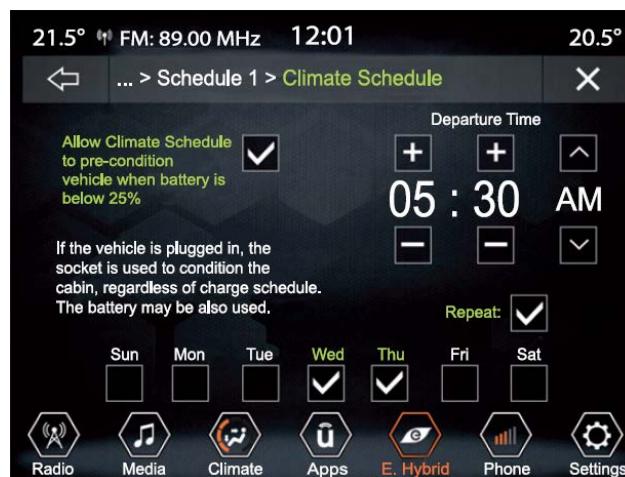 21.5° FM: 89.00 MHz 12:01 20.5°
... > Schedule 1 > Climate Schedule
Departure Time
Allow Climate Schedule
to pre-condition
vehicle when battery is
below 25%
05 : 30 AM
If the vehicle is plugged in, the
socket is used to condition the
cabin, regardless of charge schedule.
The battery may be also used.
Repeat:
Sun Mon Tue Wed Thu Fri Sat
Radio Media Climate Apps E. Hybrid Phone Settings